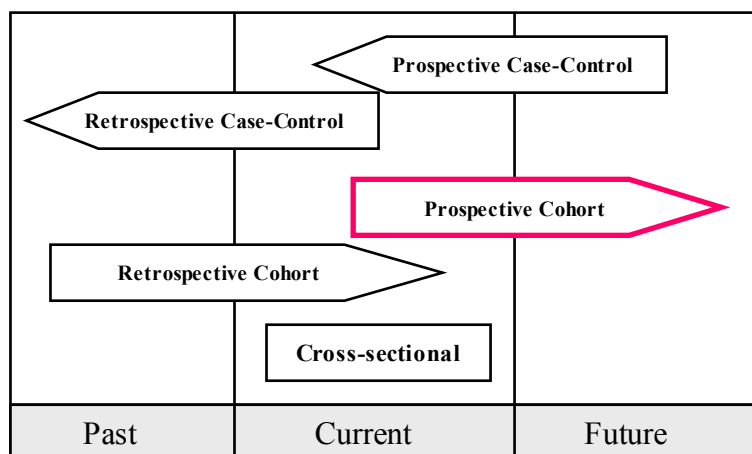 Prospective Case-Control
Retrospective Case-Control
Prospective Cohort
Retrospective Cohort
Cross-sectional
Past
Current
Future